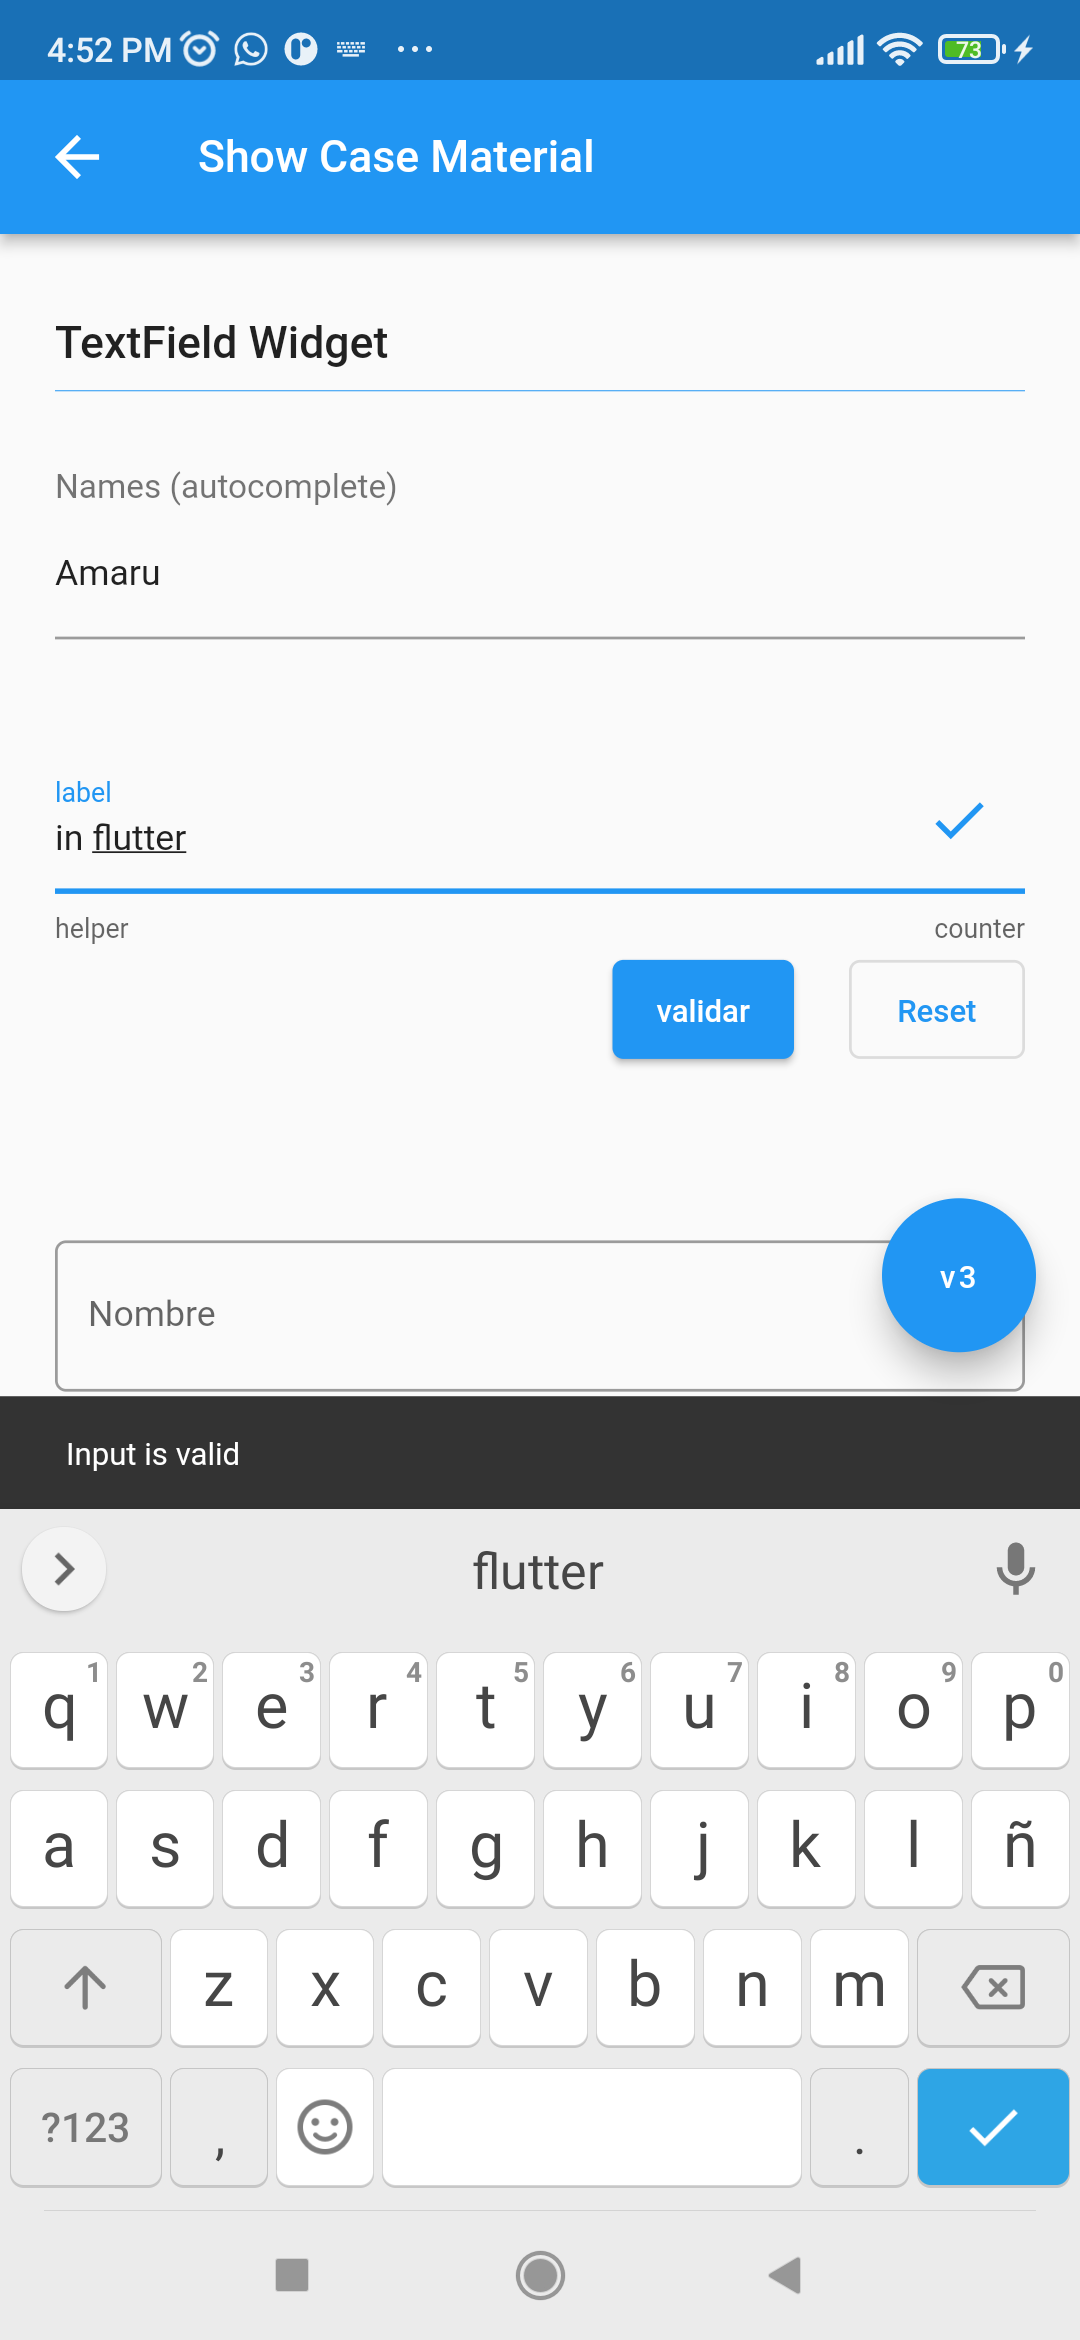 4:52 PM 73
Show Case Material
TextField Widget
Names (autocomplete)
Amaru
label
in flutter
helper counter
validar Reset
v3
Nombre
Input is valid
flutter
1 2 3 4 5 6 7 8 9 0
q w e r t y u i o p
a s d f g h j k l ñ
z x c v b n m
?123 , .